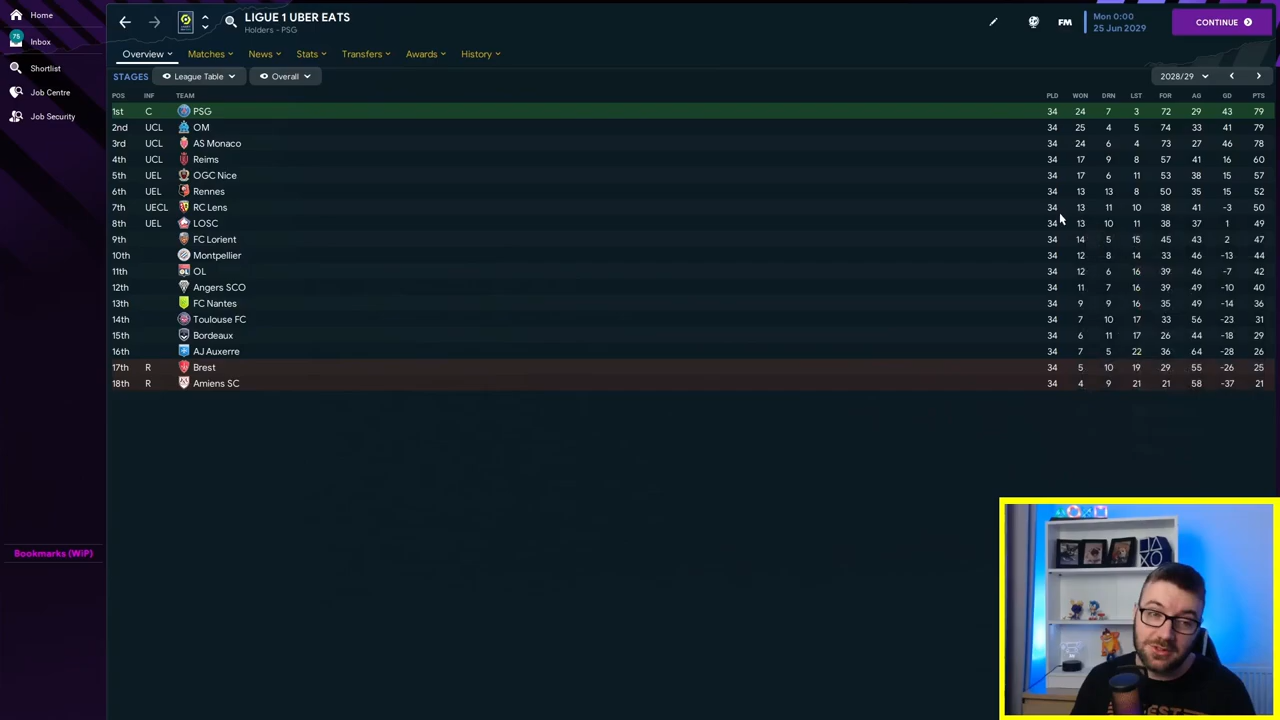 Home
LIGUE 1 UBER EATS
Holders - PSG
FM
Mon 0:00
25 Jun 2029
CONTINUE
75
Inbox
Shortlist
Job Centre
Job Security
Overview Matches News Stats Transfers Awards History
STAGES League Table Overall 2028/29
POS INF TEAM PLD WON DRN LST FOR AG GD PTS
1st C PSG 34 24 7 3 72 29 43 79
2nd UCL OM 34 25 4 5 74 33 41 79
3rd UCL AS Monaco 34 24 6 4 73 27 46 78
4th UCL Reims 34 17 9 8 57 41 16 60
5th UEL OGC Nice 34 17 6 11 53 38 15 57
6th UEL Rennes 34 13 13 8 50 35 15 52
7th UECL RC Lens 34 13 11 10 38 41 -3 50
8th UEL LOSC 34 13 10 11 38 37 1 49
9th FC Lorient 34 14 5 15 45 43 2 47
10th Montpellier 34 12 8 14 33 46 -13 44
11th OL 34 12 6 16 39 46 -7 42
12th Angers SCO 34 11 7 16 39 49 -10 40
13th FC Nantes 34 9 9 16 35 49 -14 36
14th Toulouse FC 34 7 10 17 33 56 -23 31
15th Bordeaux 34 6 11 17 26 44 -18 29
16th AJ Auxerre 34 7 5 22 36 64 -28 26
17th R Brest 34 5 10 19 29 55 -26 25
18th R Amiens SC 34 4 9 21 21 58 -37 21
Bookmarks (WiP)